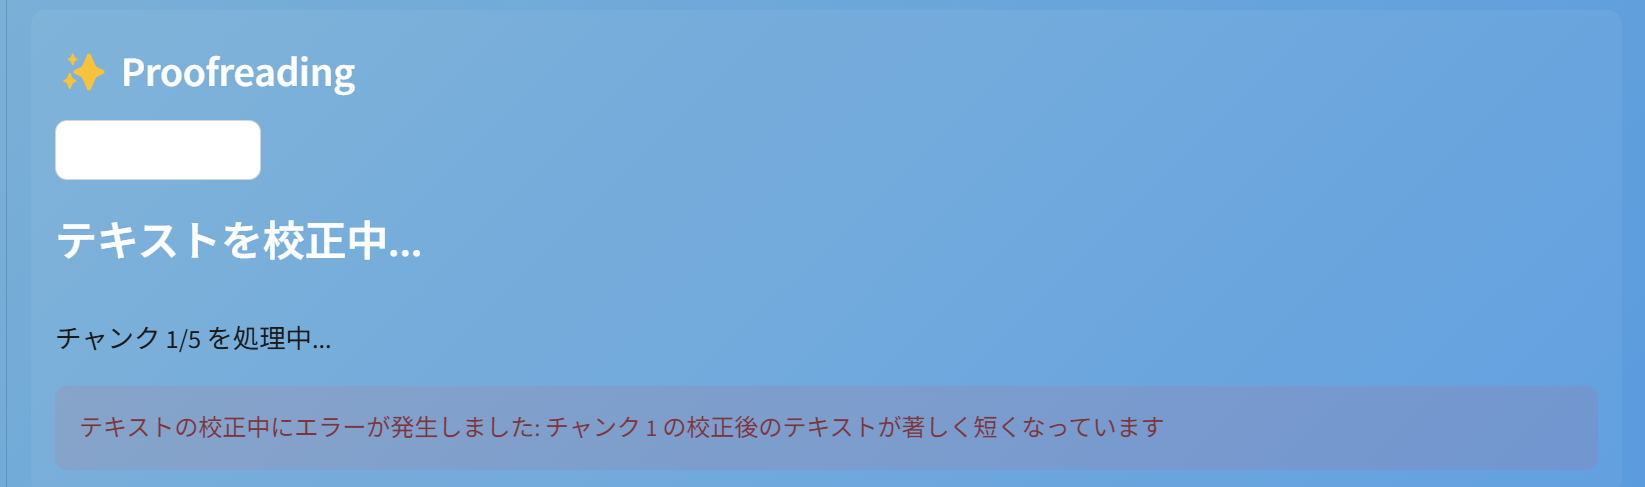 ✨ Proofreading
テキストを校正中...
チャンク 1/5 を処理中...
テキストの校正中にエラーが発生しました: チャンク 1 の校正後のテキストが著しく短くなっています